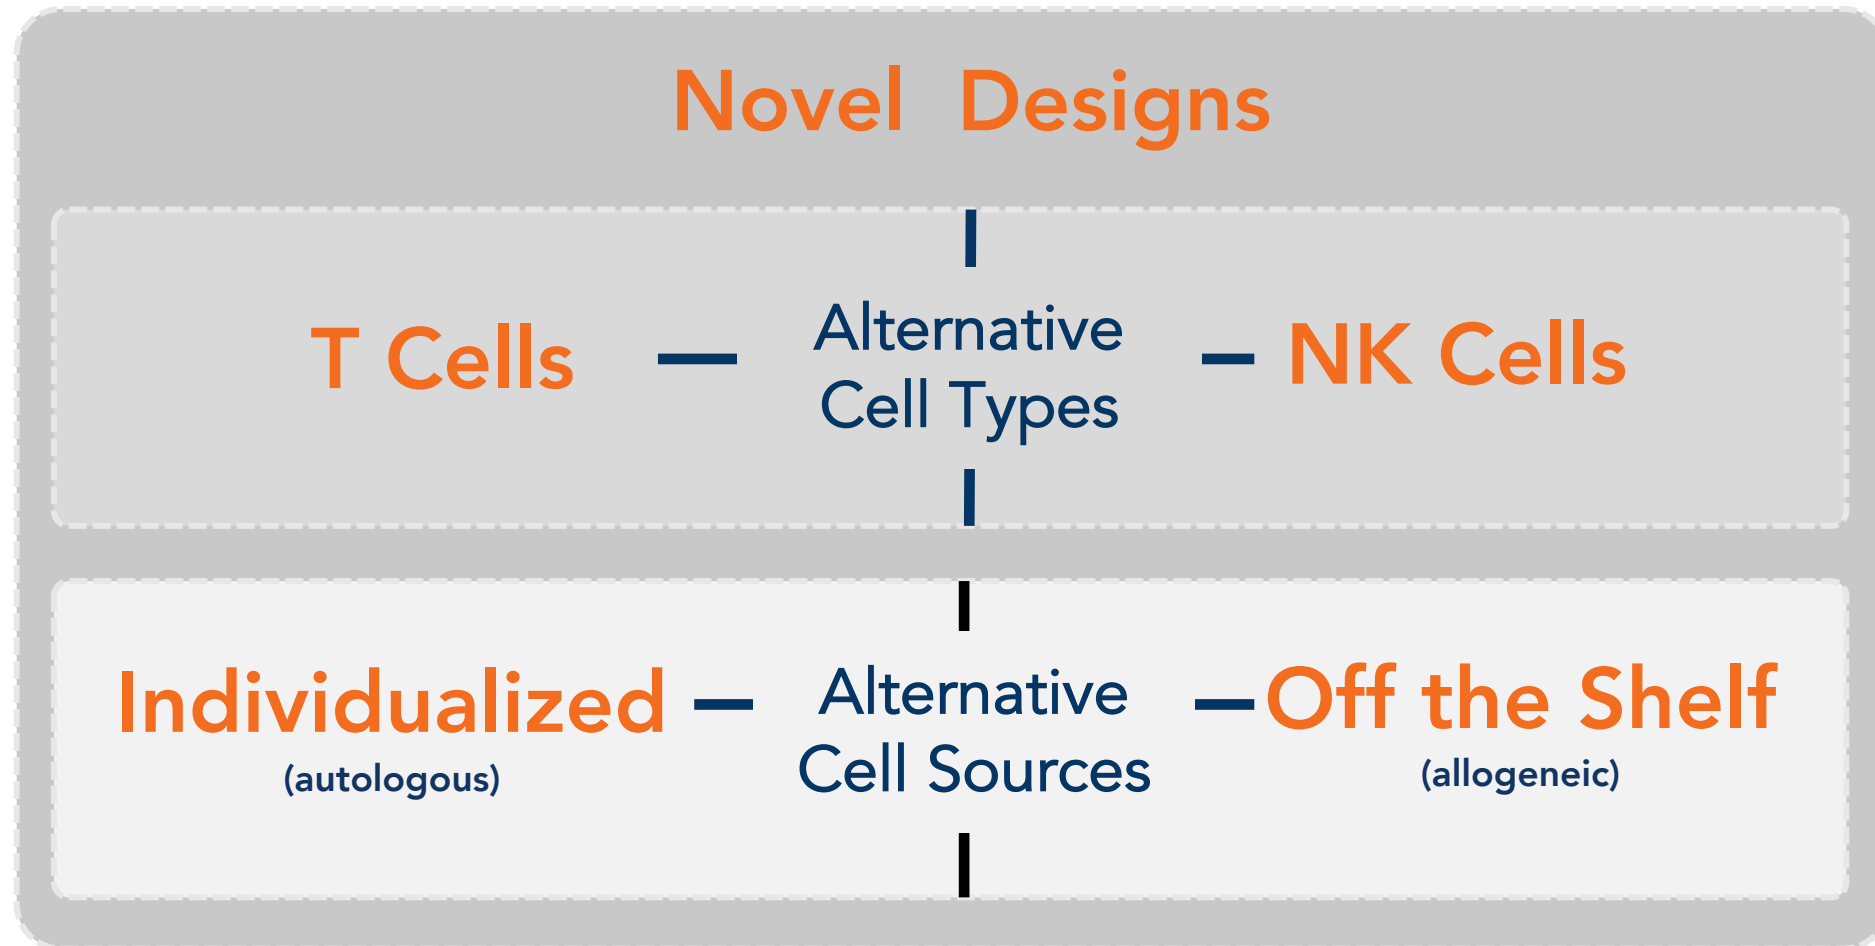 Novel Designs
T Cells
Alternative
Cell Types
NK Cells
Individualized
(autologous)
Alternative
Cell Sources
Off the Shelf
(allogeneic)